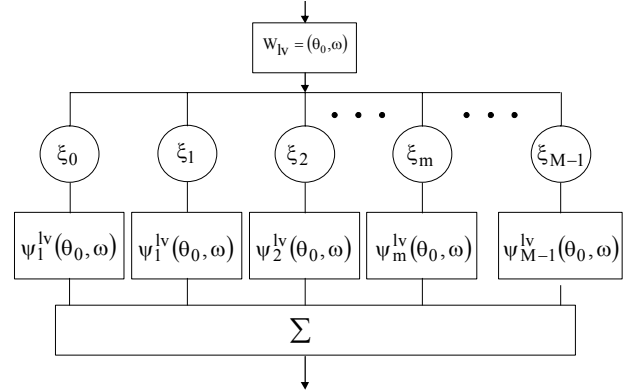 W_lv = (θ_0,ω)
• • • • • •
ξ_0 ξ_1 ξ_2 ξ_m ξ_M−1
ψ_1^lv(θ_0,ω) ψ_1^lv(θ_0,ω) ψ_2^lv(θ_0,ω) ψ_m^lv(θ_0,ω) ψ_M−1^lv(θ_0,ω)
Σ